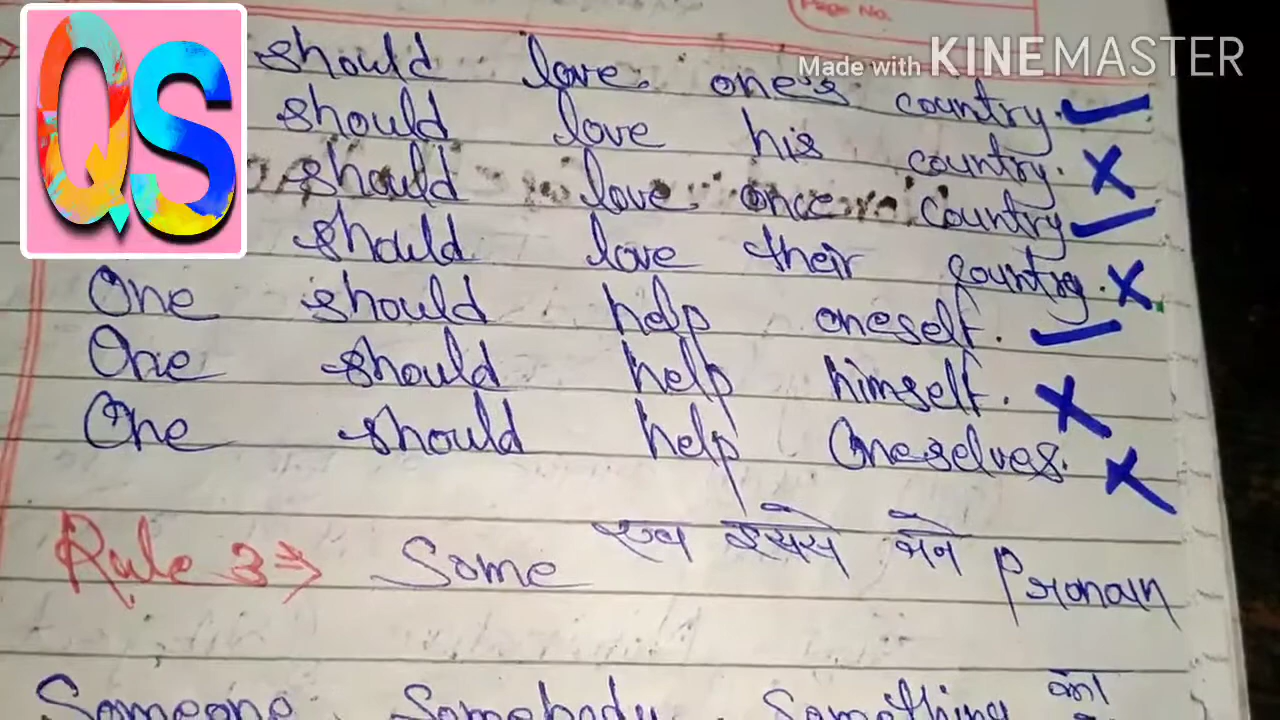 Page No.
QS
Made with KINEMASTER
should love one's country.
should love his country.
should love once country
should love their country.
One should help oneself.
One should help himself.
One should help Oneselves.
Rule 3⇒ Some एव इससे बने Pronoun
Someone, Somebody, Something का